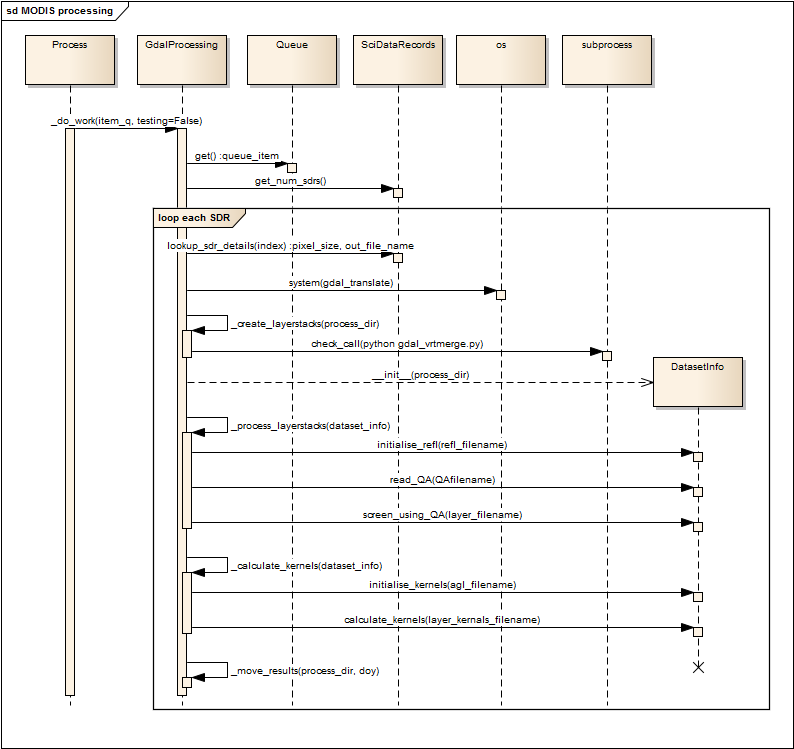 sd MODIS processing
Process
GdalProcessing
Queue
SciDataRecords
os
subprocess
_do_work(item_q, testing=False)
get() :queue_item
get_num_sdrs()
loop each SDR
lookup_sdr_details(index) :pixel_size, out_file_name
system(gdal_translate)
_create_layerstacks(process_dir)
check_call(python gdal_vrtmerge.py)
DatasetInfo
__init__(process_dir)
_process_layerstacks(dataset_info)
initialise_refl(refl_filename)
read_QA(QAfilename)
screen_using_QA(layer_filename)
_calculate_kernels(dataset_info)
initialise_kernels(agl_filename)
calculate_kernels(layer_kernals_filename)
_move_results(process_dir, doy)